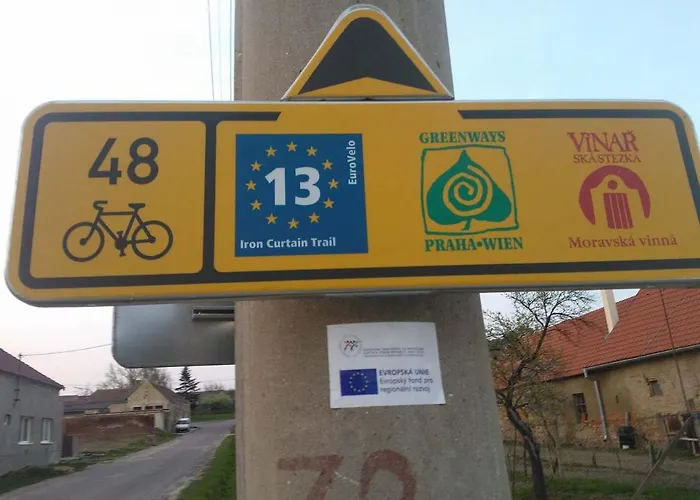 48
13
EuroVelo
Iron Curtain Trail
GREENWAYS
PRAHA•WIEN
VINAŘ
SKÁ STEZKA
Moravská vinná
EVROPSKÁ UNIE
Evropský fond pro
regionální rozvoj